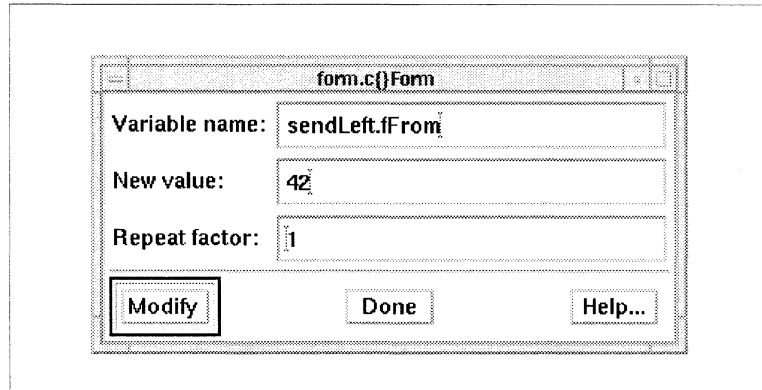 form.c()Form
Variable name: sendLeft.fFrom
New value: 42
Repeat factor: 1
Modify Done Help...